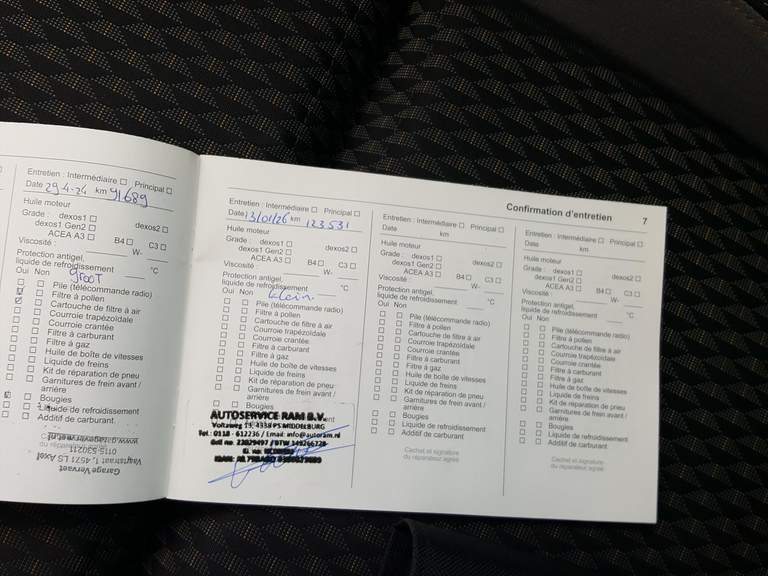 Confirmation d'entretien 7
Entretien : Intermédiaire ☐ Principal ☐
Date 29-4-24 km 91.689
Huile moteur
Grade : dexos1 ☐ dexos2 ☐
dexos1 Gen2 ☐
ACEA A3 ☐ B4 ☐ C3 ☐
Viscosité : W-
Protection antigel,
liquide de refroidissement °C
Oui Non groot
Pile (télécommande radio)
Filtre à pollen
Cartouche de filtre à air
Courroie trapézoïdale
Courroie crantée
Filtre à carburant
Filtre à gaz
Huile de boîte de vitesses
Liquide de freins
Kit de réparation de pneu
Garnitures de frein avant /
arrière
Bougies
Liquide de refroidissement
Additif de carburant
Garage Vervaet
Vaartstraat 1, 4571 LS Axel
Entretien : Intermédiaire ☐ Principal ☐
Date 13/01/26 km 123531
Huile moteur
Grade : dexos1 ☐ dexos2 ☐
dexos1 Gen2 ☐
ACEA A3 ☐ B4 ☐ C3 ☐
Viscosité : W-
Protection antigel,
liquide de refroidissement °C
Oui Non klein
Pile (télécommande radio)
Filtre à pollen
Cartouche de filtre à air
Courroie trapézoïdale
Courroie crantée
Filtre à carburant
Filtre à gaz
Huile de boîte de vitesses
Liquide de freins
Kit de réparation de pneu
Garnitures de frein avant /
arrière
Bougies
AUTOSERVICE RAM B.V.
Voltaweg 13, 4338 PS MIDDELBURG
Tel.: 0118 - 612236 / Email: info@autoram.nl
Entretien : Intermédiaire ☐ Principal ☐
Date km
Huile moteur
Grade : dexos1 ☐ dexos2 ☐
dexos1 Gen2 ☐
ACEA A3 ☐ B4 ☐ C3 ☐
Viscosité : W-
Protection antigel, °C
liquide de refroidissement
Oui Non
Pile (télécommande radio)
Filtre à pollen
Cartouche de filtre à air
Courroie trapézoïdale
Courroie crantée
Filtre à carburant
Filtre à gaz
Huile de boîte de vitesses
Liquide de freins
Kit de réparation de pneu
Garnitures de frein avant /
arrière
Bougies
Liquide de refroidissement
Additif de carburant
Cachet et signature
du réparateur agréé
Entretien : Intermédiaire ☐ Principal ☐
Date km
Huile moteur
Grade : dexos1 ☐ dexos2 ☐
dexos1 Gen2 ☐
ACEA A3 ☐ B4 ☐ C3 ☐
Viscosité : W-
Protection antigel, °C
liquide de refroidissement
Oui Non
Pile (télécommande radio)
Filtre à pollen
Cartouche de filtre à air
Courroie trapézoïdale
Courroie crantée
Filtre à carburant
Filtre à gaz
Huile de boîte de vitesses
Liquide de freins
Kit de réparation de pneu
Garnitures de frein avant /
arrière
Bougies
Liquide de refroidissement
Additif de carburant
Cachet et signature
du réparateur agréé